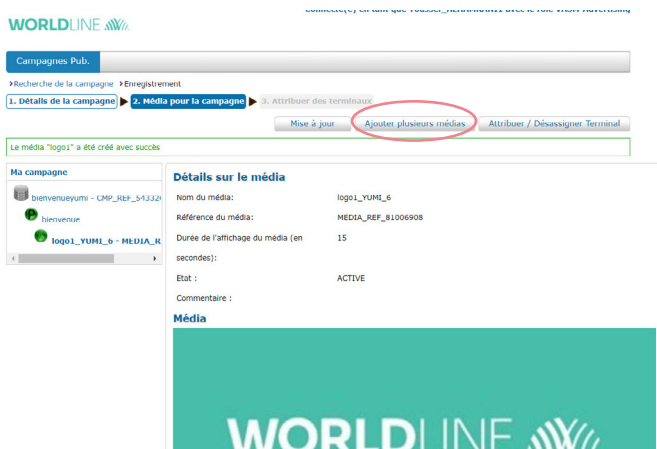 WORLDLINE
Campagnes Pub.
Recherche de la campagne Enregistrement
1. Détails de la campagne 2. Média pour la campagne 3. Attribuer des terminaux
Mise à jour Ajouter plusieurs médias Attribuer / Désassigner Terminal
Le média "logo1" a été créé avec succès
Ma campagne
bienvenueyumi - CMP_REF_54332
bienvenue
logo1_YUMI_6 - MEDIA_R
Détails sur le média
Nom du média: logo1_YUMI_6
Référence du média: MEDIA_REF_81006908
Durée de l'affichage du média (en secondes): 15
Etat : ACTIVE
Commentaire :
Média
WORLDLINE